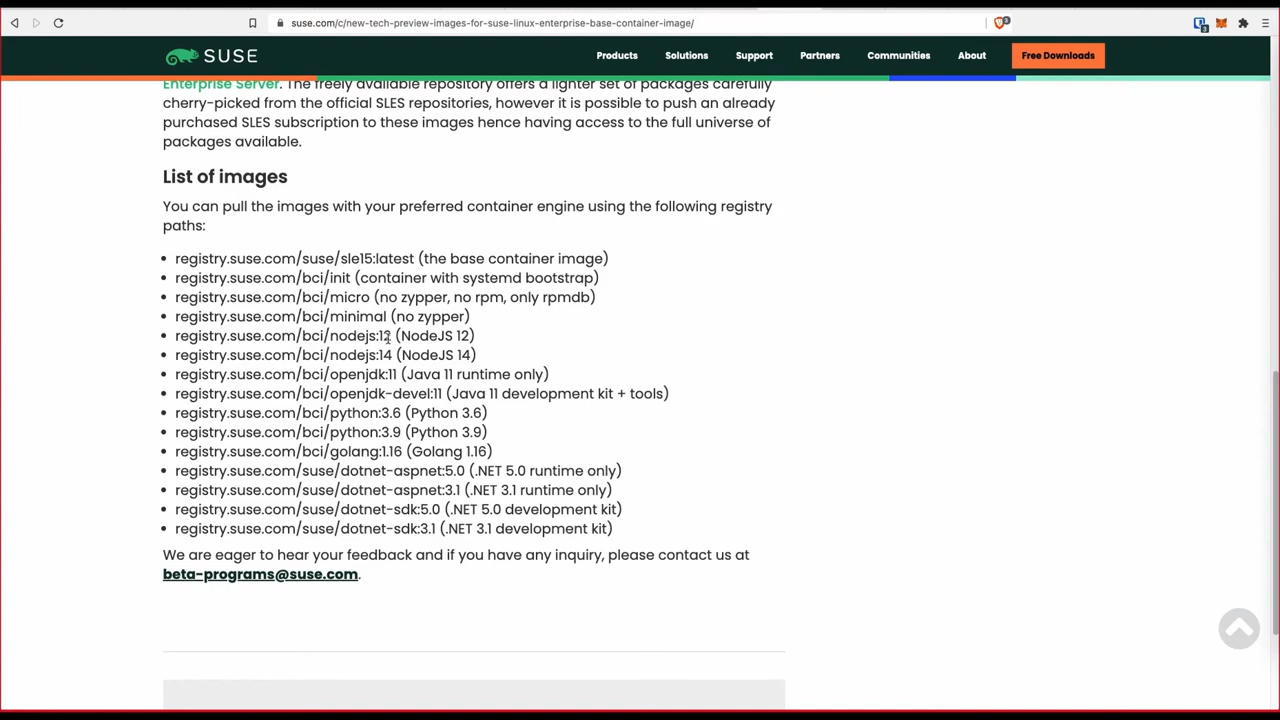 suse.com/c/new-tech-preview-images-for-suse-linux-enterprise-base-container-image/
SUSE
Products
Solutions
Support
Partners
Communities
About
Free Downloads
Enterprise Server. The freely available repository offers a lighter set of packages carefully
cherry-picked from the official SLES repositories, however it is possible to push an already
purchased SLES subscription to these images hence having access to the full universe of
packages available.
List of images
You can pull the images with your preferred container engine using the following registry
paths:
• registry.suse.com/suse/sle15:latest (the base container image)
• registry.suse.com/bci/init (container with systemd bootstrap)
• registry.suse.com/bci/micro (no zypper, no rpm, only rpmdb)
• registry.suse.com/bci/minimal (no zypper)
• registry.suse.com/bci/nodejs:12 (NodeJS 12)
• registry.suse.com/bci/nodejs:14 (NodeJS 14)
• registry.suse.com/bci/openjdk:11 (Java 11 runtime only)
• registry.suse.com/bci/openjdk-devel:11 (Java 11 development kit + tools)
• registry.suse.com/bci/python:3.6 (Python 3.6)
• registry.suse.com/bci/python:3.9 (Python 3.9)
• registry.suse.com/bci/golang:1.16 (Golang 1.16)
• registry.suse.com/suse/dotnet-aspnet:5.0 (.NET 5.0 runtime only)
• registry.suse.com/suse/dotnet-aspnet:3.1 (.NET 3.1 runtime only)
• registry.suse.com/suse/dotnet-sdk:5.0 (.NET 5.0 development kit)
• registry.suse.com/suse/dotnet-sdk:3.1 (.NET 3.1 development kit)
We are eager to hear your feedback and if you have any inquiry, please contact us at
beta-programs@suse.com.